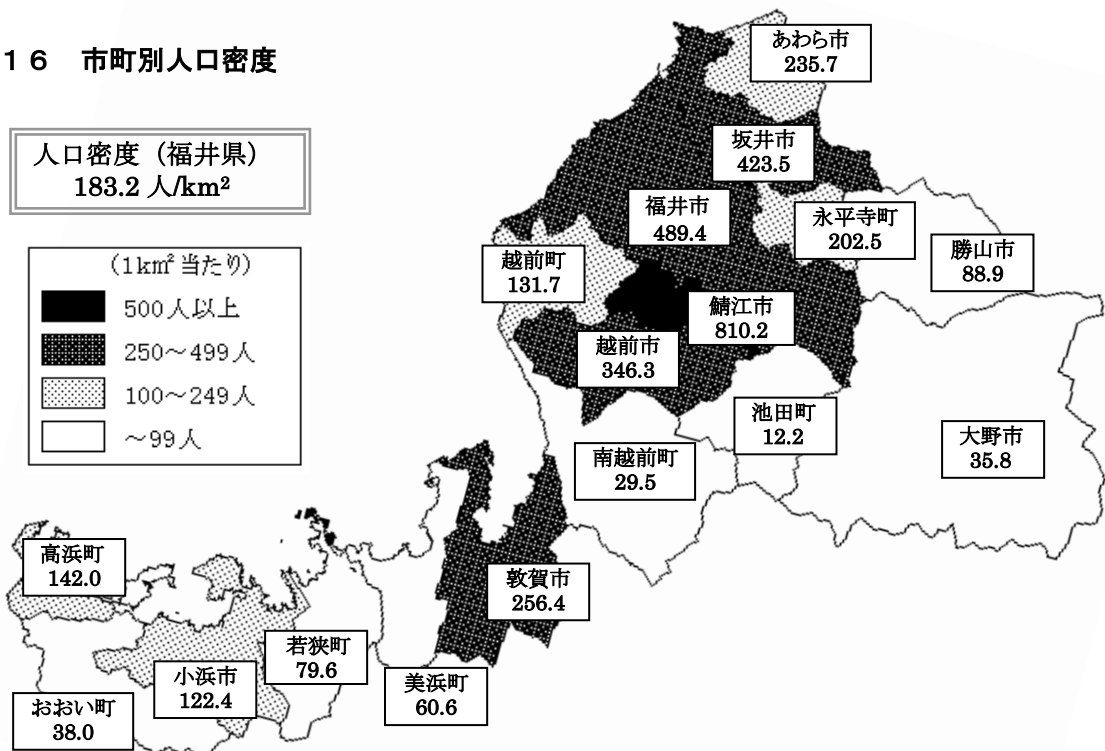 16 市町別人口密度
人口密度（福井県）
183.2 人/km²
（1km²当たり）
500人以上
250～499人
100～249人
～99人
あわら市
235.7
坂井市
423.5
福井市
489.4
永平寺町
202.5
勝山市
88.9
越前町
131.7
鯖江市
810.2
越前市
346.3
池田町
12.2
大野市
35.8
南越前町
29.5
高浜町
142.0
敦賀市
256.4
若狭町
79.6
小浜市
122.4
美浜町
60.6
おおい町
38.0